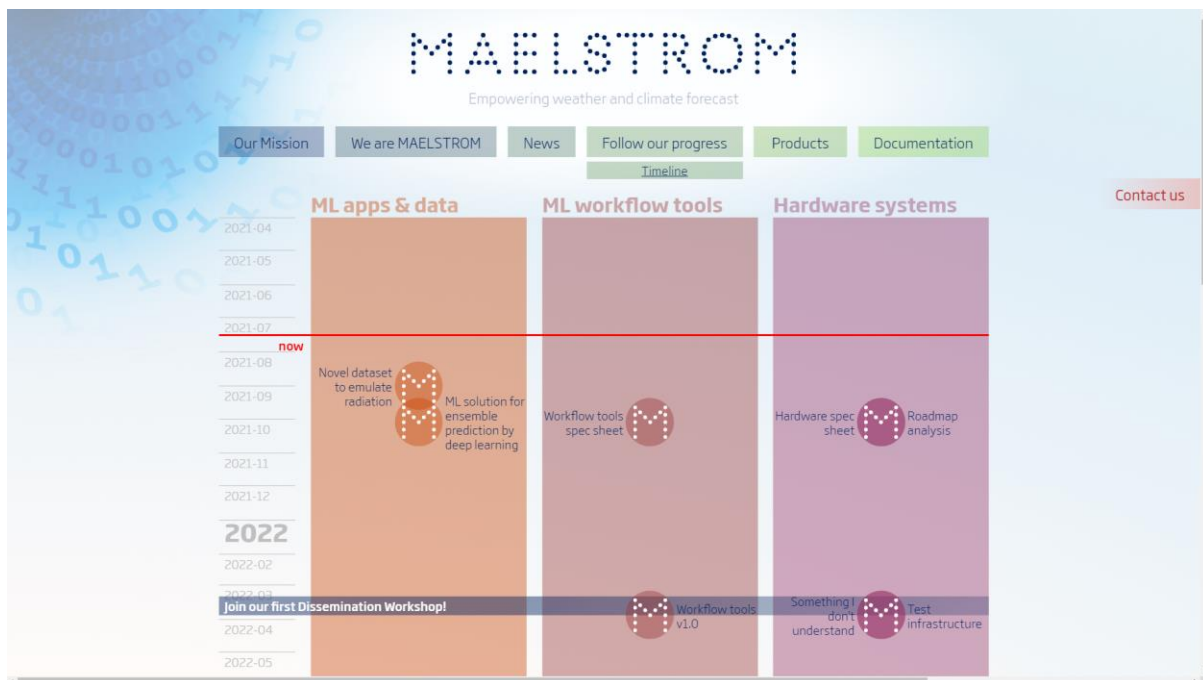 MAELSTROM
Empowering weather and climate forecast
Our Mission
We are MAELSTROM
News
Follow our progress
Products
Documentation
Timeline
Contact us
ML apps & data
ML workflow tools
Hardware systems
2021-04
2021-05
2021-06
2021-07
now
2021-08
Novel dataset
to emulate
radiation
2021-09
ML solution for
ensemble
prediction by
deep learning
Workflow tools
spec sheet
Hardware spec
sheet
Roadmap
analysis
2021-10
2021-11
2021-12
2022
2022-02
2022-03
Join our first Dissemination Workshop!
Workflow tools
v1.0
Something I
don't
understand
Test
infrastructure
2022-04
2022-05